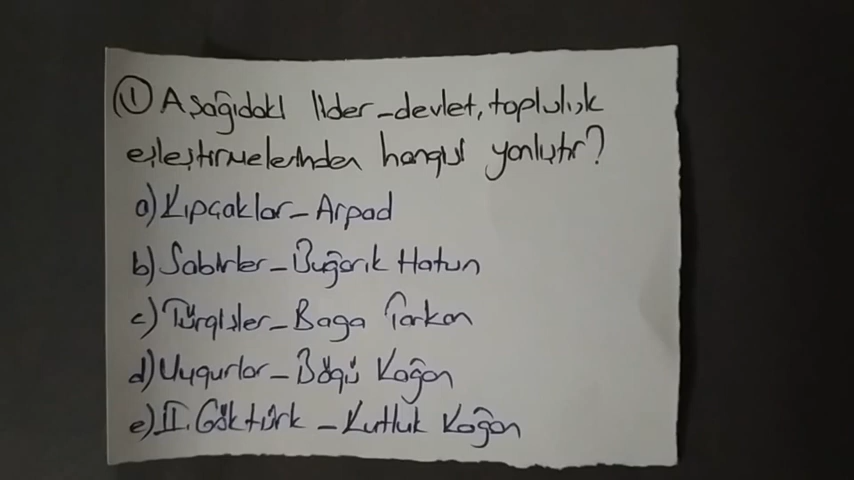 ① Aşağıdaki lider-devlet, topluluk
eşleştirmelerinden hangisi yanlıştır?
a) Kıpçaklar - Arpad
b) Sabirler - Buğarık Hatun
c) Türgişler - Baga Tarkan
d) Uygurlar - Bögü Kağan
e) II. Göktürk - Kutluk Kağan